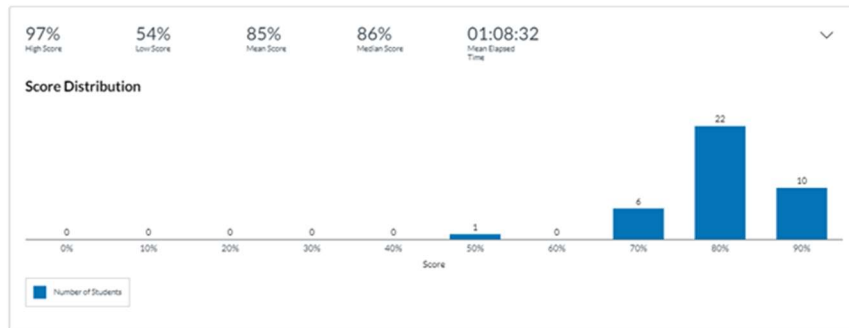 97% 54% 85% 86% 01:08:32
High Score Low Score Mean Score Median Score Mean Elapsed
Time
Score Distribution
22
10
6
1
0 0 0 0 0 0
0% 10% 20% 30% 40% 50% 60% 70% 80% 90%
Score
Number of Students